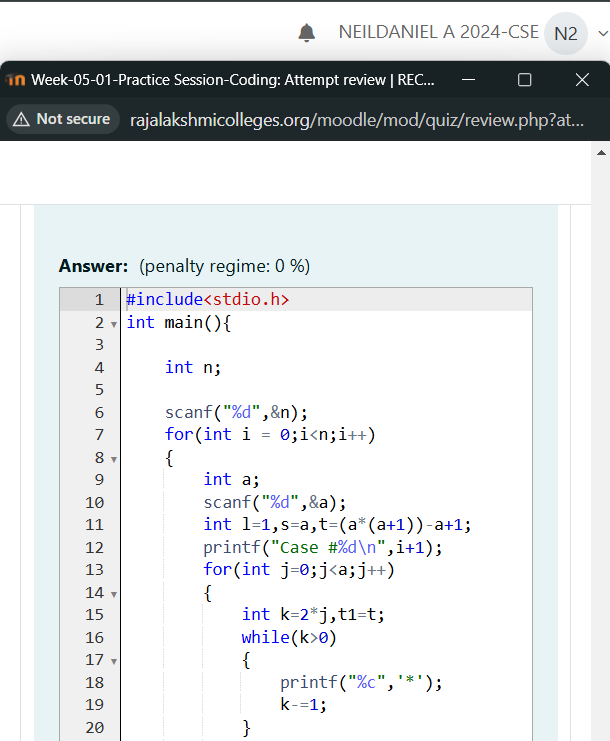 NEILDANIEL A 2024-CSE N2
in Week-05-01-Practice Session-Coding: Attempt review | REC...
Not secure rajalakshmicolleges.org/moodle/mod/quiz/review.php?at...
Answer: (penalty regime: 0 %)
1 #include<stdio.h>
2 int main(){
3
4 int n;
5
6 scanf("%d",&n);
7 for(int i = 0;i<n;i++)
8 {
9 int a;
10 scanf("%d",&a);
11 int l=1,s=a,t=(a*(a+1))-a+1;
12 printf("Case #%d\n",i+1);
13 for(int j=0;j<a;j++)
14 {
15 int k=2*j,t1=t;
16 while(k>0)
17 {
18 printf("%c",'*');
19 k-=1;
20 }